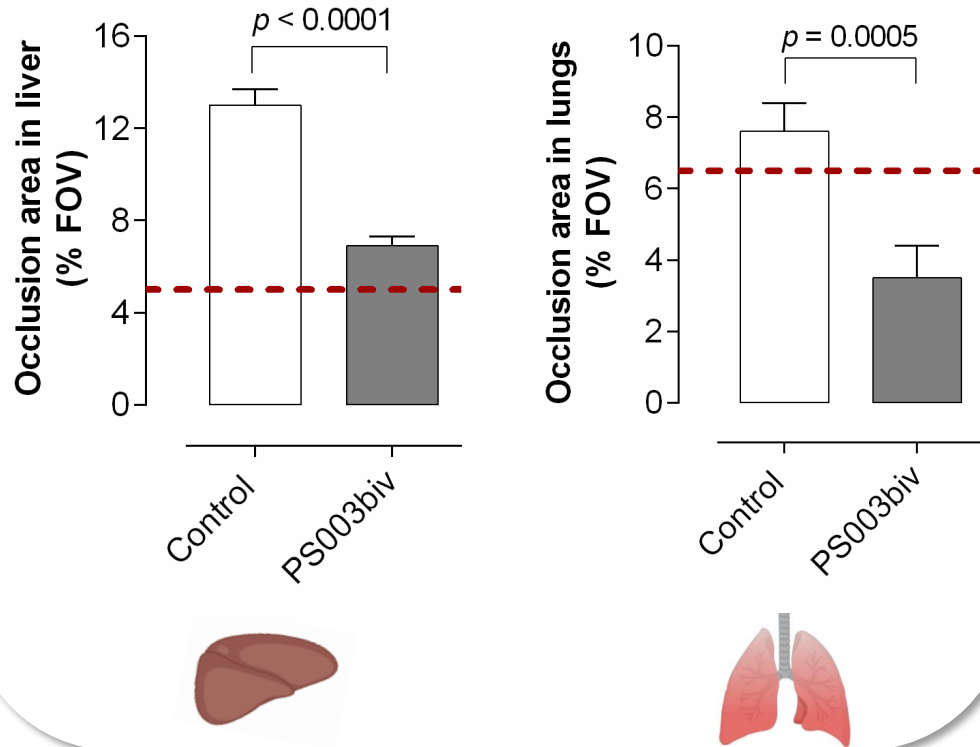 Occlusion area in liver
(% FOV)
16
12
8
4
0
p < 0.0001
Control
PS003biv
Occlusion area in lungs
(% FOV)
10
8
6
4
2
0
p = 0.0005
Control
PS003biv